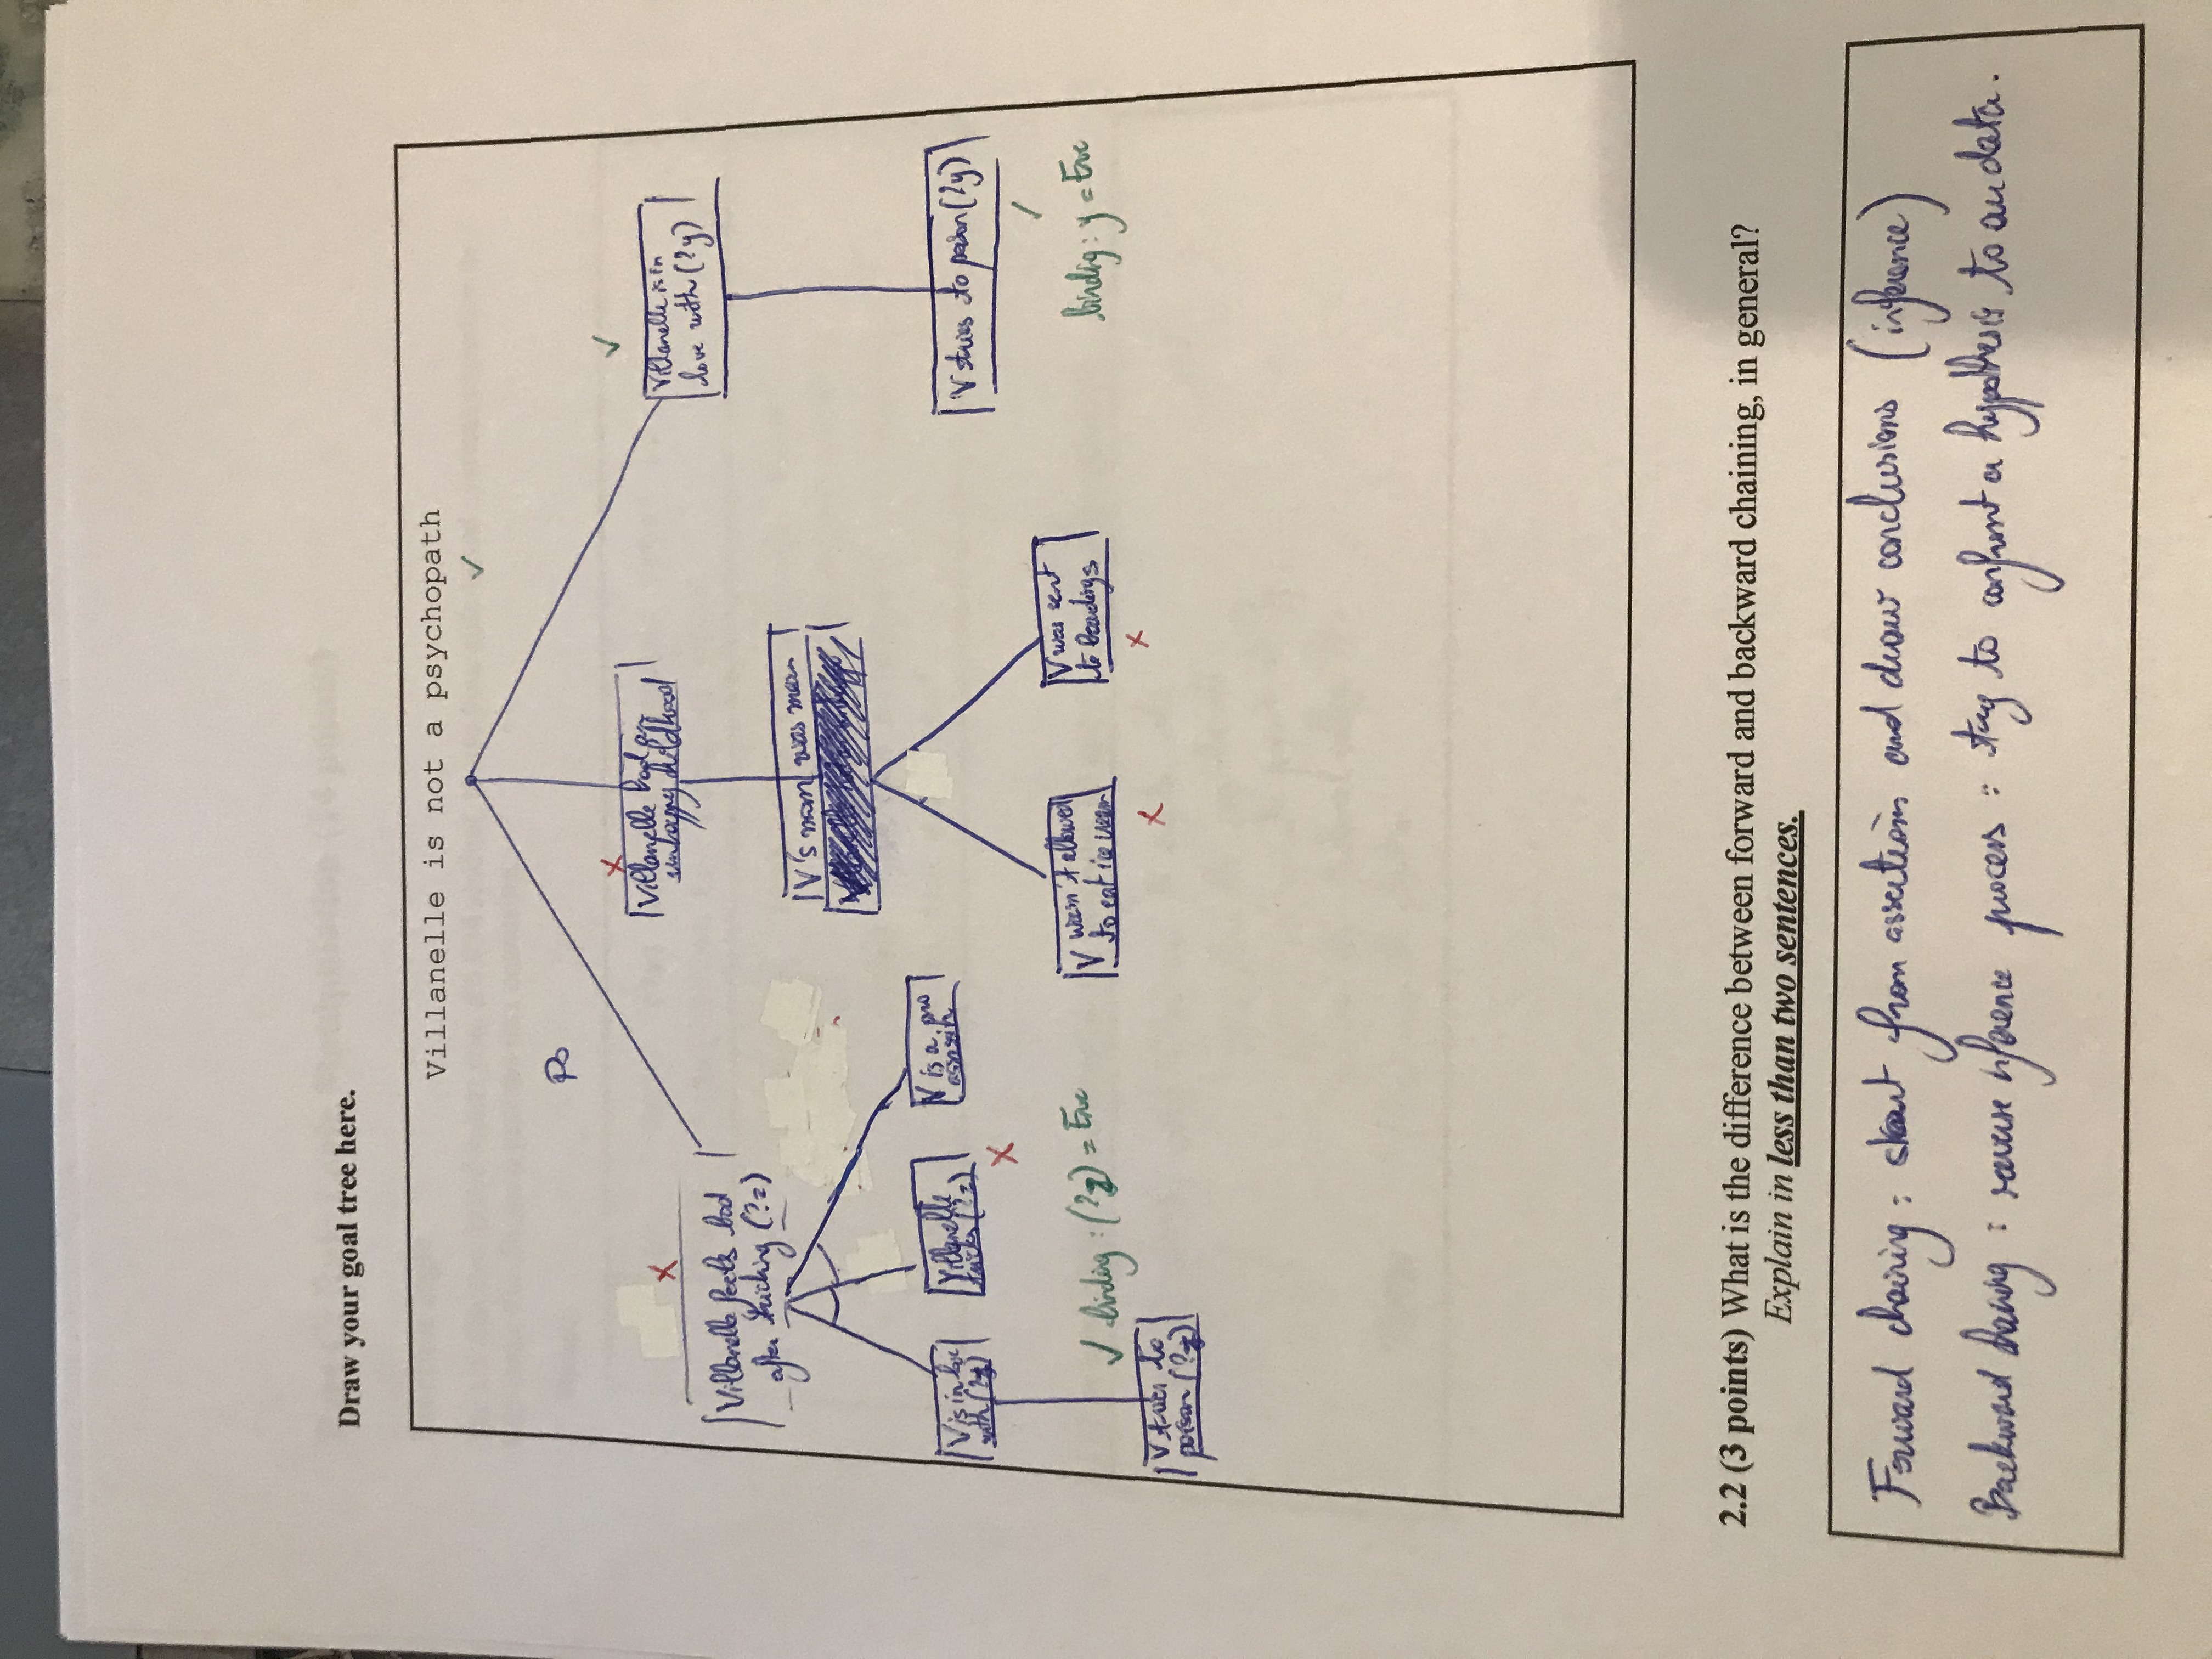 Draw your goal tree here.
Villanelle is not a psychopath
Po
Villanelle feels bad
after tricking (?z)
Villanelle had an
unhappy childhood
Villanelle is in
love with (?y)
V's mom was mean
V is in love
with (?z)
Villanelle
tricks (?z)
V is a pro
assassin
V tries to poison (?y)
V wasn't allowed
to eat ice cream
V was sent
to
binding : (?z) = Eve
binding : y = Eve
V tries to
poison (?z)
2.2 (3 points) What is the difference between forward and backward chaining, in general?
Explain in less than two sentences.
Forward chaining : start from assertions and draw conclusions (inference)
Backward chaining : reverse inference process : try to confront a hypothesis to our data.